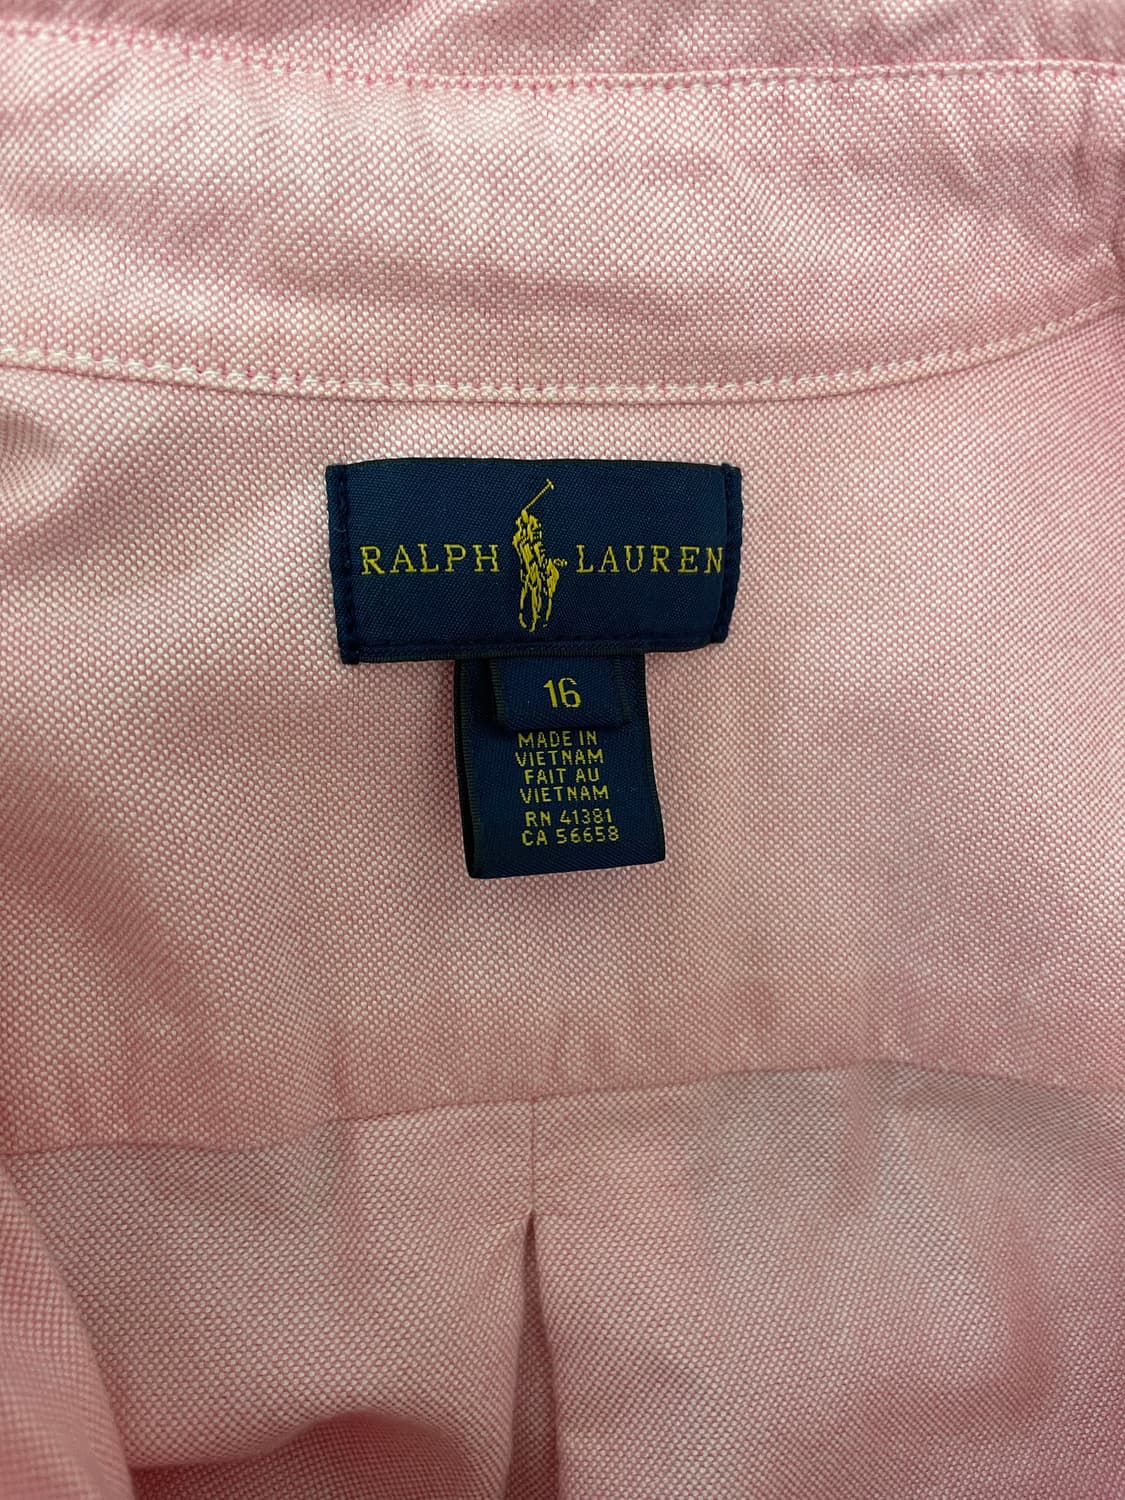 RALPH LAUREN
16
MADE IN
VIETNAM
FAIT AU
VIETNAM
RN 41381
CA 56658